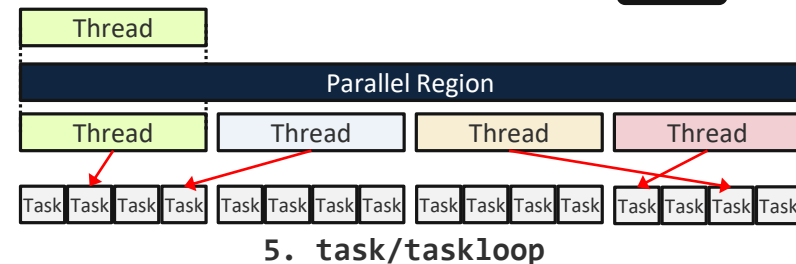 Thread
Parallel Region
Thread Thread Thread Thread
Task Task Task Task Task Task Task Task Task Task Task Task Task Task Task Task
5. task/taskloop